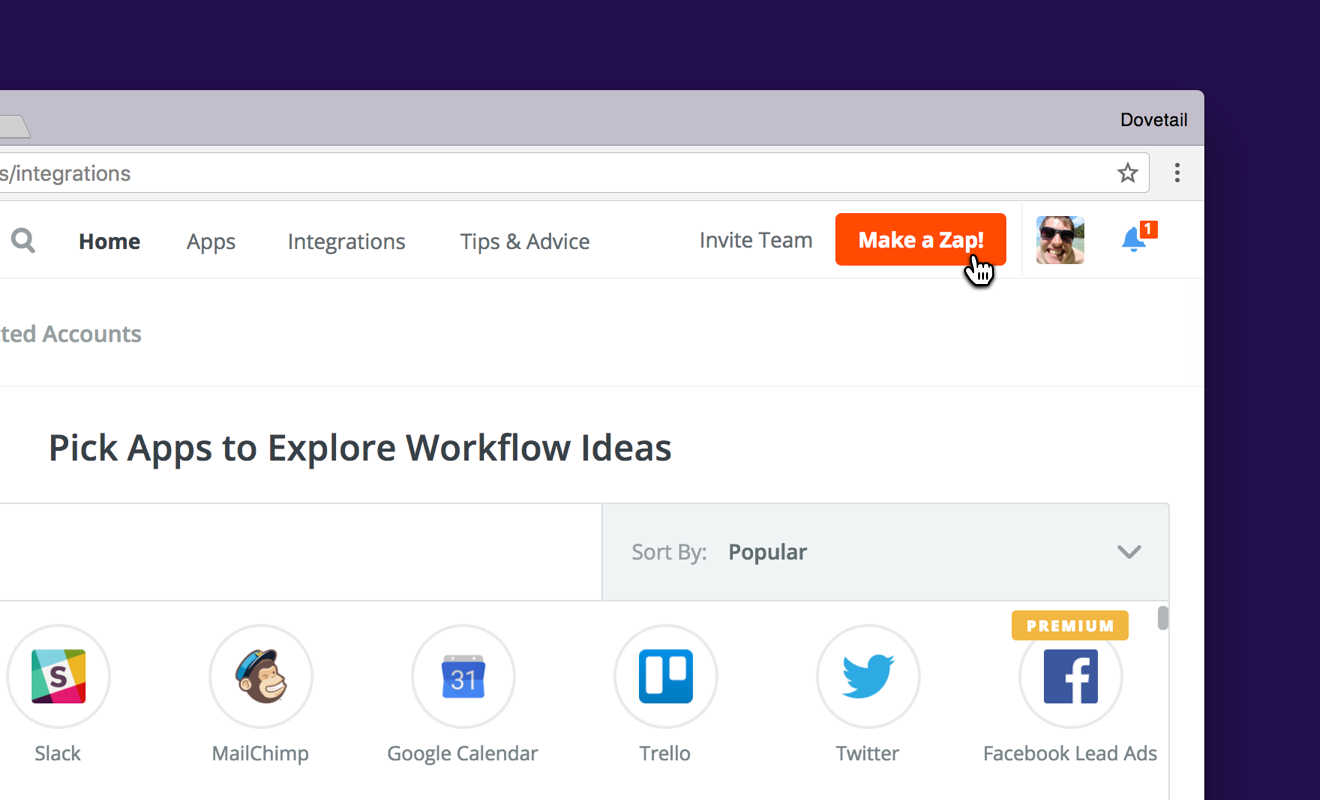 Dovetail
s/integrations
Home Apps Integrations Tips & Advice Invite Team Make a Zap! 1
ted Accounts
Pick Apps to Explore Workflow Ideas
Sort By: Popular
PREMIUM
S 31 f
Slack MailChimp Google Calendar Trello Twitter Facebook Lead Ads